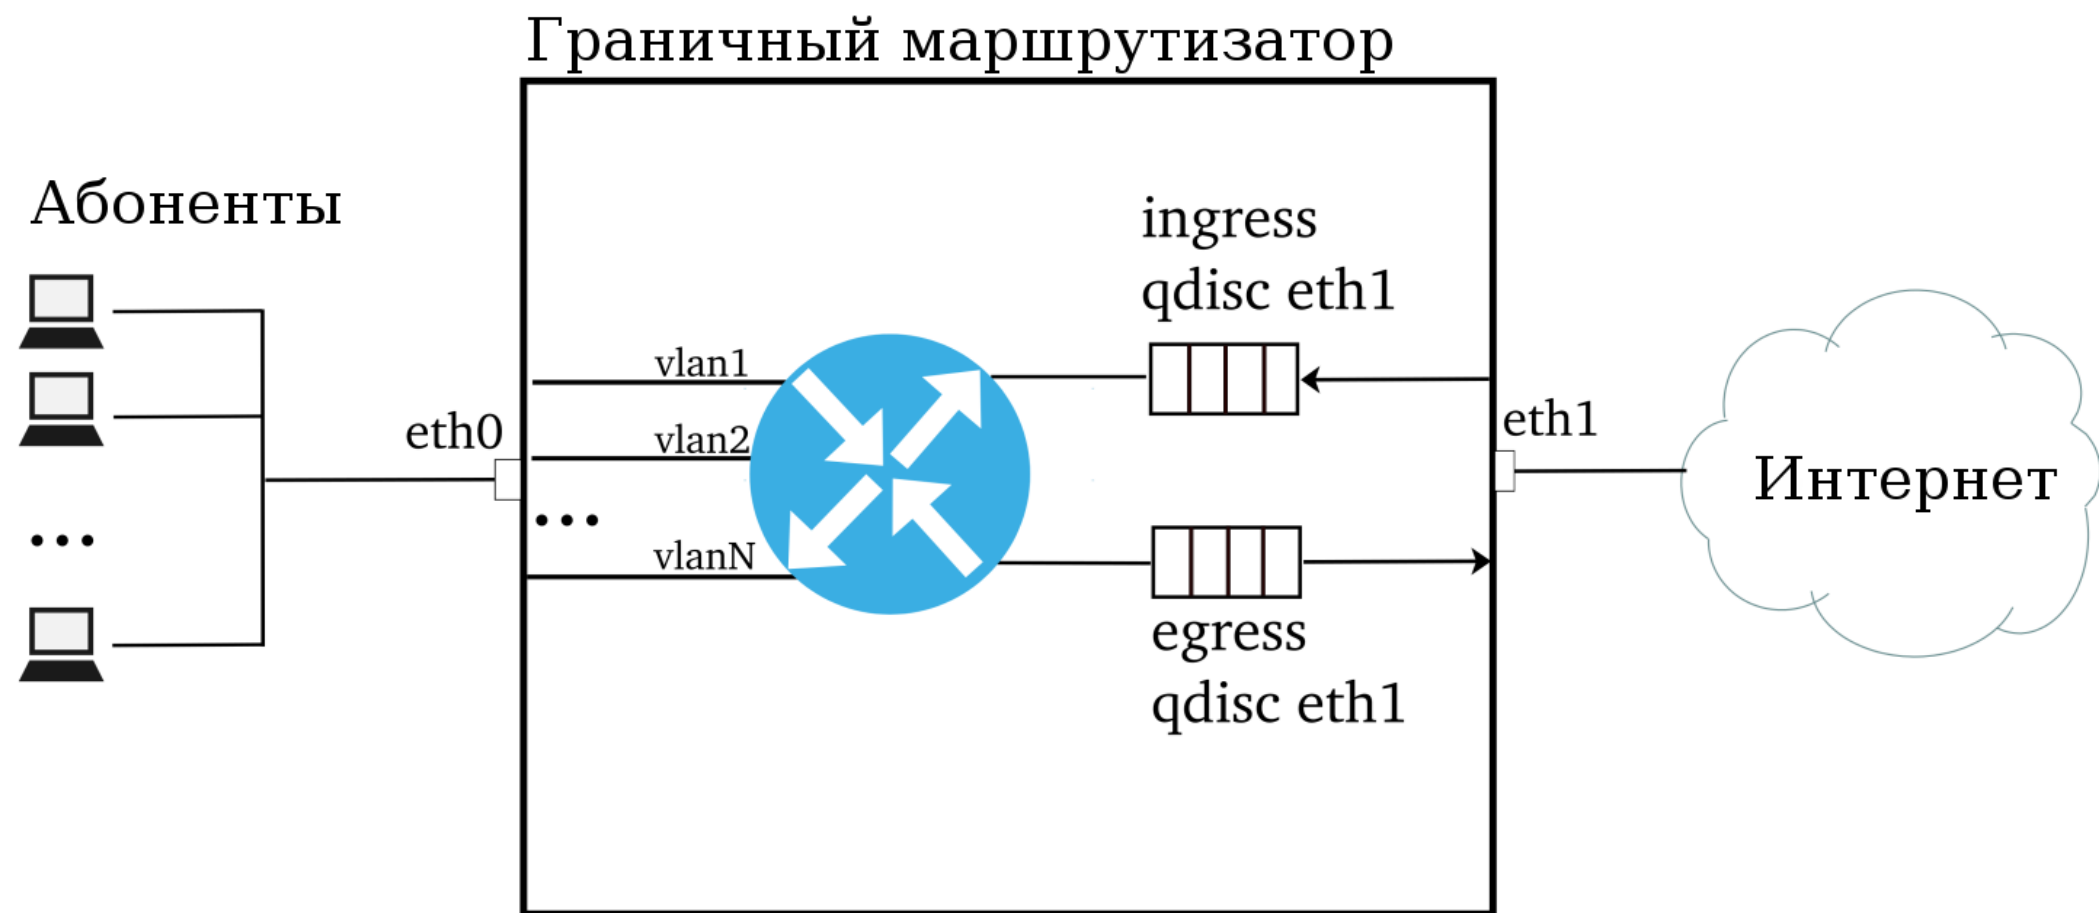 Граничный маршрутизатор
Абоненты
ingress
qdisc eth1
vlan1
vlan2
eth0
eth1
...
...
vlanN
Интернет
egress
qdisc eth1